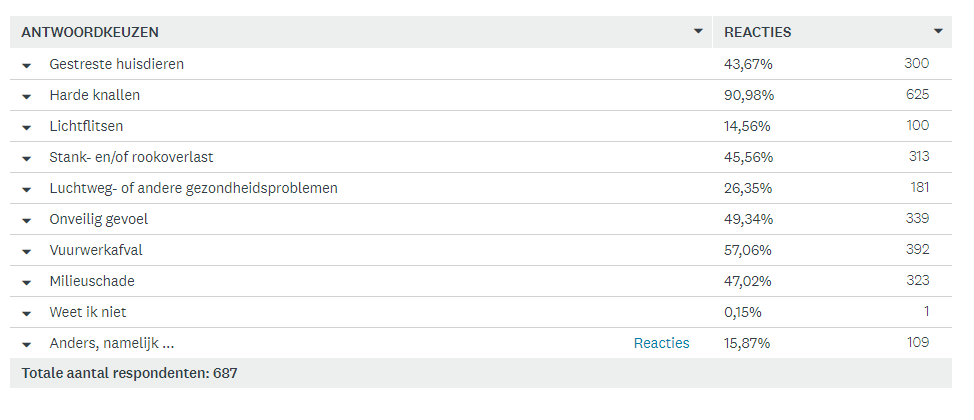 ANTWOORDKEUZEN REACTIES
Gestreste huisdieren 43,67% 300
Harde knallen 90,98% 625
Lichtflitsen 14,56% 100
Stank- en/of rookoverlast 45,56% 313
Luchtweg- of andere gezondheidsproblemen 26,35% 181
Onveilig gevoel 49,34% 339
Vuurwerkafval 57,06% 392
Milieuschade 47,02% 323
Weet ik niet 0,15% 1
Anders, namelijk ... Reacties 15,87% 109
Totale aantal respondenten: 687